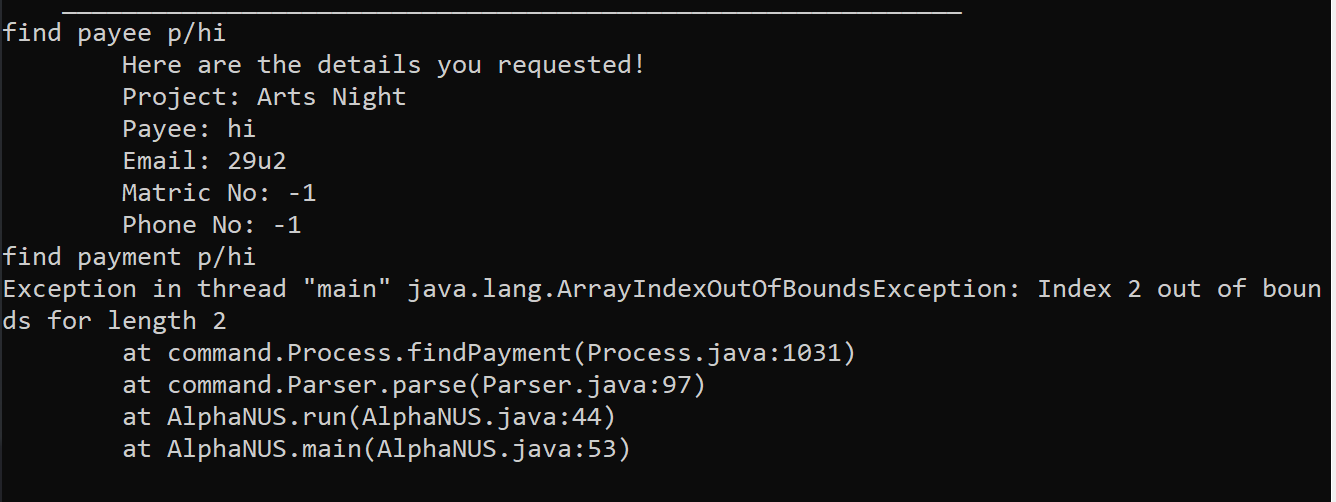 find payee p/hi
Here are the details you requested!
Project: Arts Night
Payee: hi
Email: 29u2
Matric No: -1
Phone No: -1
find payment p/hi
Exception in thread "main" java.lang.ArrayIndexOutOfBoundsException: Index 2 out of boun
ds for length 2
at command.Process.findPayment(Process.java:1031)
at command.Parser.parse(Parser.java:97)
at AlphaNUS.run(AlphaNUS.java:44)
at AlphaNUS.main(AlphaNUS.java:53)